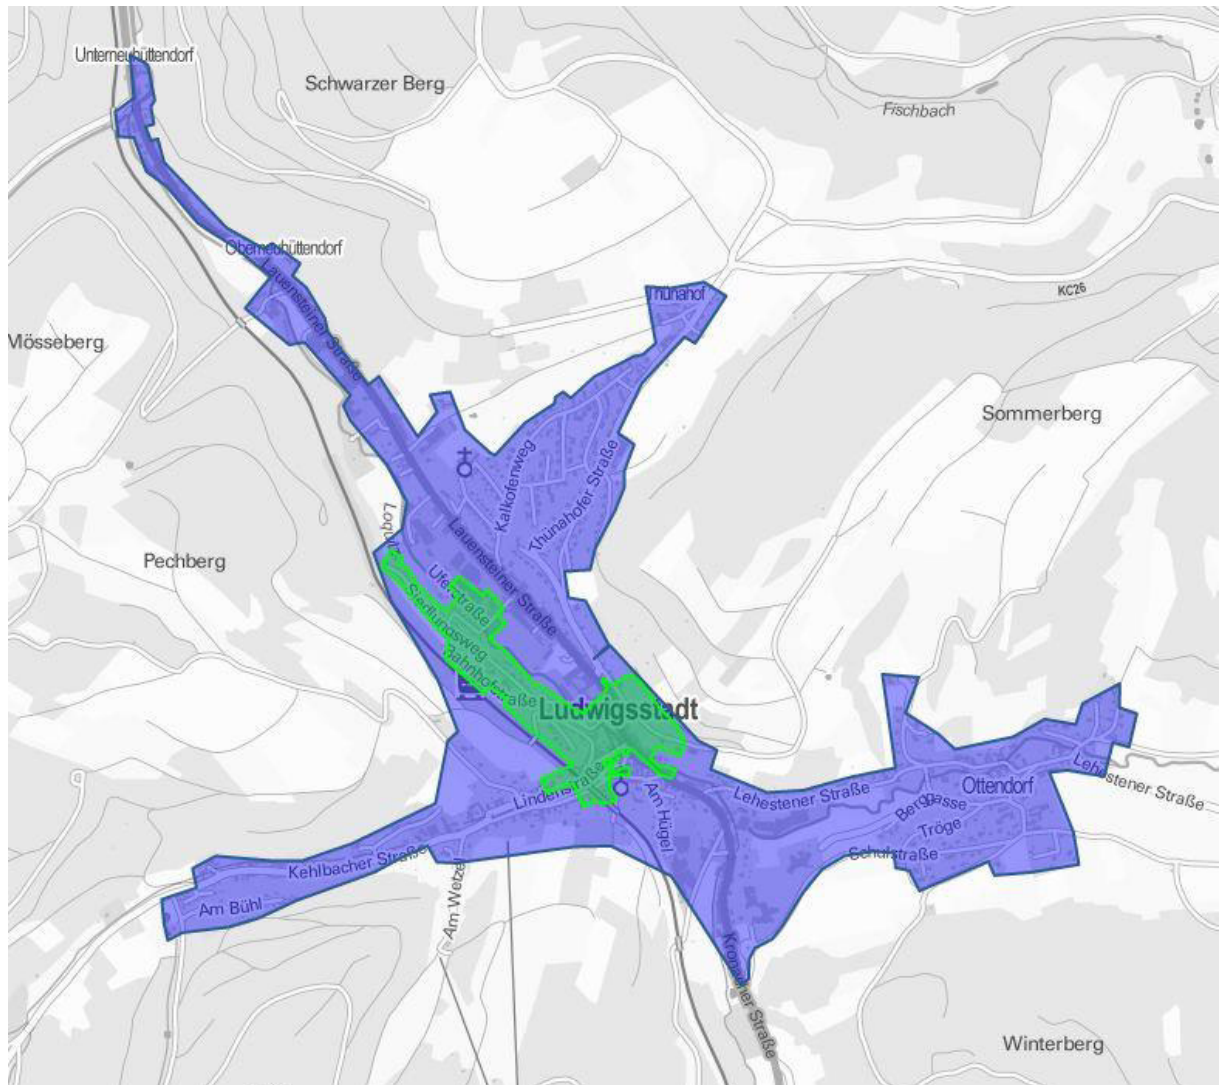 Unterneuhüttendorf
Schwarzer Berg
Fischbach
Oberneuhüttendorf
Lauensteiner Straße
Thünahof
KC26
Mösseberg
Sommerberg
Kalkofenweg
Thünahofer Straße
Pechberg
Lauensteiner Straße
Uferstraße
Siedlungsweg
Bahnhofstraße
Ludwigsstadt
Lindenstraße
Am Hügel
Lehestener Straße
Ottendorf
Lehestener Straße
Berggasse
Tröge
Schulstraße
Kehlbacher Straße
Am Wetzel
Am Bühl
Kronacher Straße
Winterberg